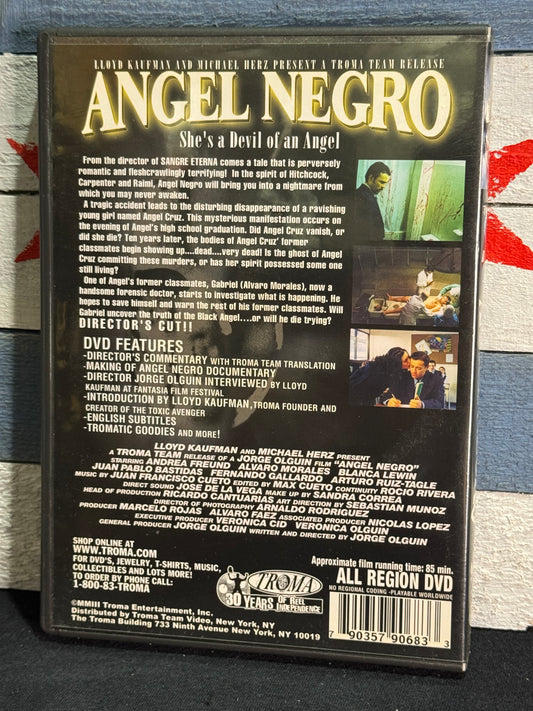 LLOYD KAUFMAN AND MICHAEL HERZ PRESENT A TROMA TEAM RELEASE
ANGEL NEGRO
She's a Devil of an Angel
From the director of SANGRE ETERNA comes a tale that is perversely
romantic and fleshcrawlingly terrifying! In the spirit of Hitchcock,
Carpenter and Raimi, Angel Negro will bring you into a nightmare from
which you may never awaken.
A tragic accident leads to the disturbing disappearance of a ravishing
young girl named Angel Cruz. This mysterious manifestation occurs on
the evening of Angel's high school graduation. Did Angel Cruz vanish, or
did she die? Ten years later, the bodies of Angel Cruz' former
classmates begin showing up....dead....very dead! Is the ghost of Angel
Cruz committing these murders, or has her spirit possessed some one
still living?
One of Angel's former classmates, Gabriel (Alvaro Morales), now a
handsome forensic doctor, starts to investigate what is happening. He
hopes to save himself and warn the rest of his former classmates. Will
Gabriel uncover the truth of the Black Angel....or will he die trying?
DIRECTOR'S CUT!!
DVD FEATURES
-DIRECTOR'S COMMENTARY WITH TROMA TEAM TRANSLATION
-MAKING OF ANGEL NEGRO DOCUMENTARY
-DIRECTOR JORGE OLGUIN INTERVIEWED BY LLOYD
KAUFMAN AT FANTASIA FILM FESTIVAL
-INTRODUCTION BY LLOYD KAUFMAN, TROMA FOUNDER AND
CREATOR OF THE TOXIC AVENGER
-ENGLISH SUBTITLES
-TROMATIC GOODIES AND MORE!
LLOYD KAUFMAN AND MICHAEL HERZ PRESENT
A TROMA TEAM RELEASE OF A JORGE OLGUIN FILM "ANGEL NEGRO"
STARRING ANDREA FREUND ALVARO MORALES BLANCA LEWIN
JUAN PABLO BASTIDAS FERNANDO GALLARDO ARTURO RUIZ-TAGLE
MUSIC BY JUAN FRANCISCO CUETO EDITED BY MAX CUETO CONTINUITY ROCIO RIVERA
DIRECT SOUND JOSE DE LA VEGA MAKE UP BY SANDRA CORREA
HEAD OF PRODUCTION RICARDO CANTUARIAS ART DIRECTION BY SEBASTIAN MUNOZ
DIRECTOR OF PHOTOGRAPHY ARNALDO RODRIGUEZ
PRODUCER MARCELO ROJAS ALVARO FAEZ ASSOCIATED PRODUCER NICOLAS LOPEZ
EXECUTIVE PRODUCER VERONICA CID VERONICA OLGUIN
GENERAL PRODUCER JORGE OLGUIN WRITTEN AND DIRECTED BY JORGE OLGUIN
SHOP ONLINE AT
WWW.TROMA.COM
FOR DVD'S, JEWELRY, T-SHIRTS, MUSIC,
COLLECTIBLES AND LOTS MORE!
TO ORDER BY PHONE CALL:
1-800-83-TROMA
TROMA
30 YEARS OF REEL INDEPENDENCE
Approximate film running time: 85 min.
ALL REGION DVD
NO REGIONAL CODING -PLAYABLE WORLDWIDE
7 90357 90683 3
©MMIII Troma Entertainment, Inc.
Distributed by Troma Team Video, New York, NY
The Troma Building 733 Ninth Avenue New York, NY 10019